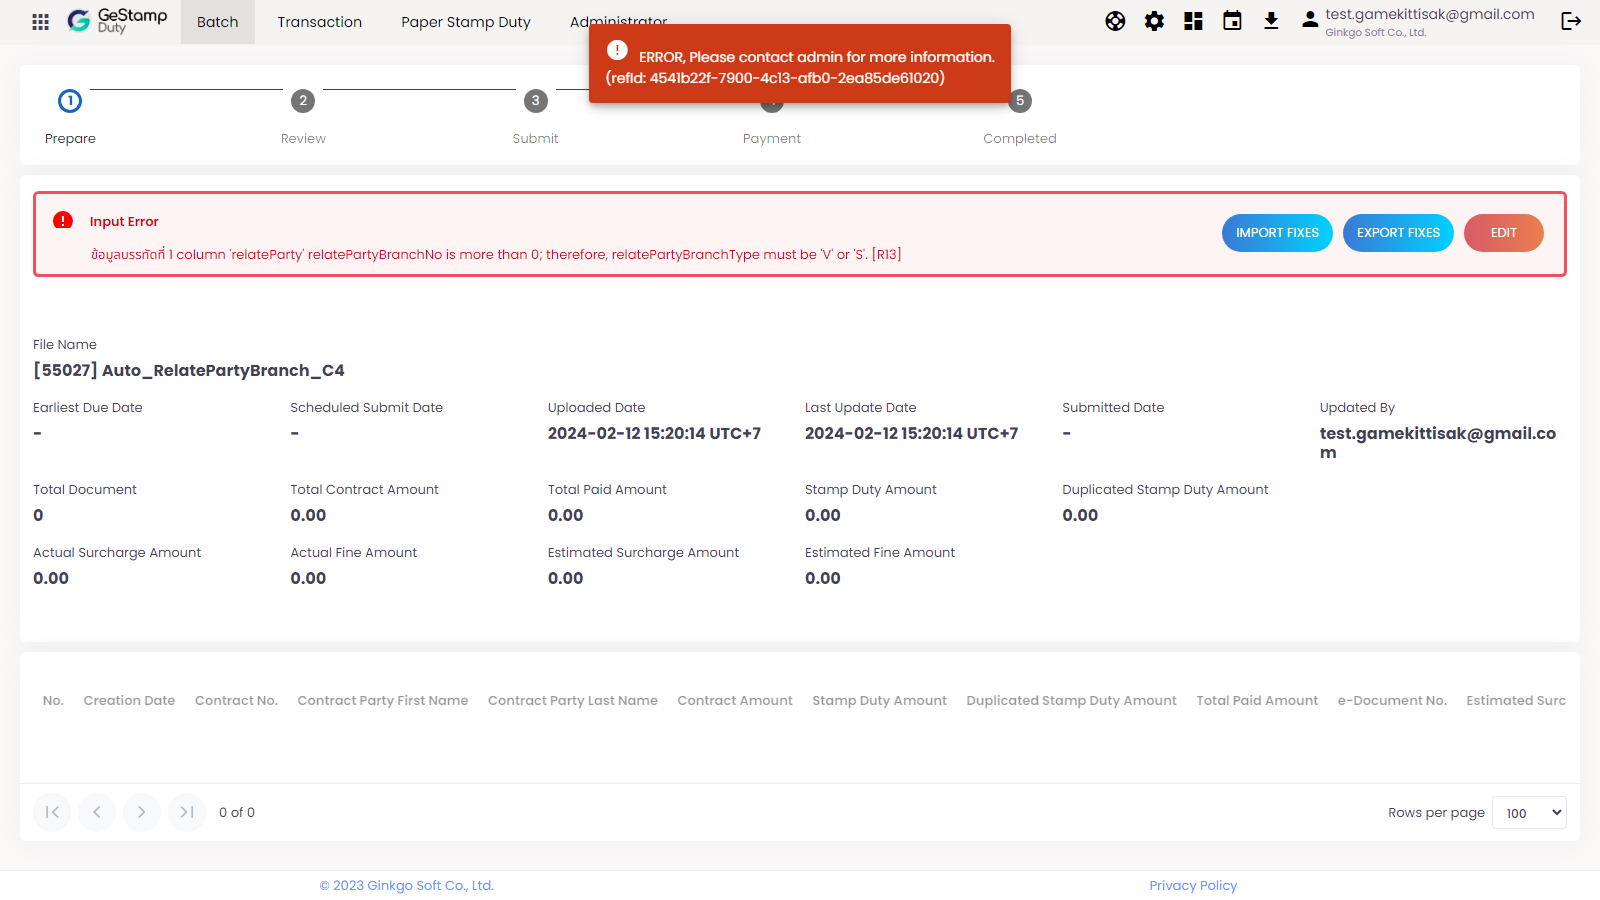 GeStamp
Duty
Batch
Transaction
Paper Stamp Duty
Administrator
test.gamekittisak@gmail.com
Ginkgo Soft Co., Ltd.
ERROR, Please contact admin for more information.
(refId: 4541b22f-7900-4c13-afb0-2ea85de61020)
1
2
3
5
Prepare
Review
Submit
Payment
Completed
Input Error
ข้อมูลบรรทัดที่ 1 column 'relateParty' relatePartyBranchNo is more than 0; therefore, relatePartyBranchType must be 'V' or 'S'. [R13]
IMPORT FIXES
EXPORT FIXES
EDIT
File Name
[55027] Auto_RelatePartyBranch_C4
Earliest Due Date
Scheduled Submit Date
Uploaded Date
Last Update Date
Submitted Date
Updated By
-
-
2024-02-12 15:20:14 UTC+7
2024-02-12 15:20:14 UTC+7
-
test.gamekittisak@gmail.co
m
Total Document
Total Contract Amount
Total Paid Amount
Stamp Duty Amount
Duplicated Stamp Duty Amount
0
0.00
0.00
0.00
0.00
Actual Surcharge Amount
Actual Fine Amount
Estimated Surcharge Amount
Estimated Fine Amount
0.00
0.00
0.00
0.00
No.
Creation Date
Contract No.
Contract Party First Name
Contract Party Last Name
Contract Amount
Stamp Duty Amount
Duplicated Stamp Duty Amount
Total Paid Amount
e-Document No.
Estimated Surc
0 of 0
Rows per page
100
© 2023 Ginkgo Soft Co., Ltd.
Privacy Policy